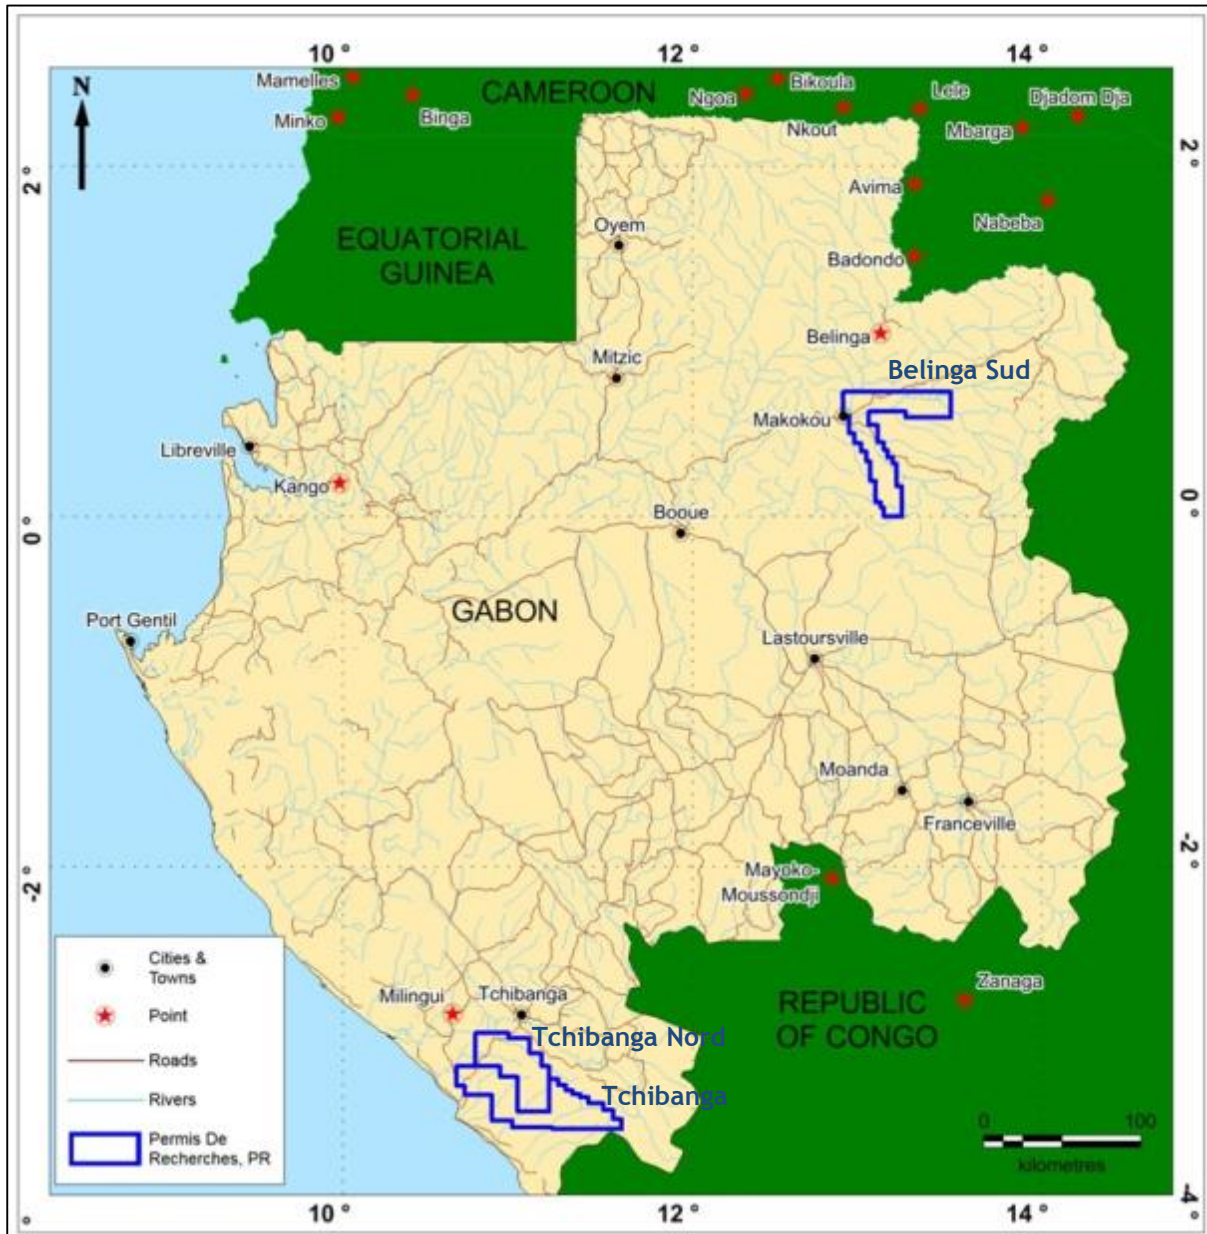 10 °
12 °
14 °
N
Mamelles
Minko
Binga
CAMEROON
Ngoa
Bikoula
Nkout
Lele
Mbarga
Djadom Dja
2°
2°
Avima
Nabeba
Oyem
EQUATORIAL
GUINEA
Badondo
Belinga
Mitzic
Belinga Sud
Makokou
Libreville
Kango
0°
0°
Booue
GABON
Port Gentil
Lastoursville
Moanda
Franceville
-2°
-2°
Mayoko-
Moussondji
Zanaga
Milingui
Tchibanga
REPUBLIC
OF CONGO
Tchibanga Nord
Tchibanga
Cities &
Towns
Point
Roads
Rivers
Permis De
Recherches, PR
0
100
kilometres
-4°
°
10 °
12 °
14 °